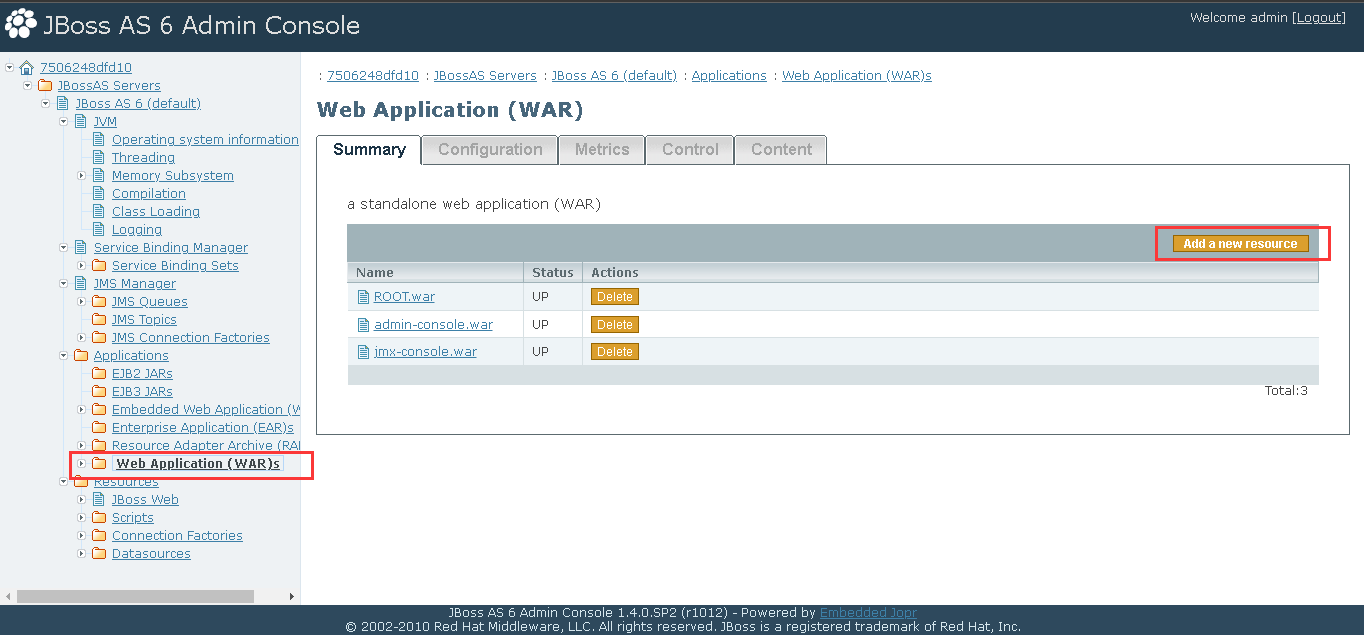 JBoss AS 6 Admin Console
Welcome admin [Logout]
7506248dfd10
JBossAS Servers
JBoss AS 6 (default)
JVM
Operating system information
Threading
Memory Subsystem
Compilation
Class Loading
Logging
Service Binding Manager
Service Binding Sets
JMS Manager
JMS Queues
JMS Topics
JMS Connection Factories
Applications
EJB2 JARs
EJB3 JARs
Embedded Web Application (W
Enterprise Application (EAR)s
Resource Adapter Archive (RAI
Web Application (WAR)s
Resources
JBoss Web
Scripts
Connection Factories
Datasources
: 7506248dfd10 : JBossAS Servers : JBoss AS 6 (default) : Applications : Web Application (WAR)s
Web Application (WAR)
Summary Configuration Metrics Control Content
a standalone web application (WAR)
Add a new resource
Name Status Actions
ROOT.war UP Delete
admin-console.war UP Delete
jmx-console.war UP Delete
Total:3
JBoss AS 6 Admin Console 1.4.0.SP2 (r1012) - Powered by Embedded Jopr
© 2002-2010 Red Hat Middleware, LLC. All rights reserved. JBoss is a registered trademark of Red Hat, Inc.